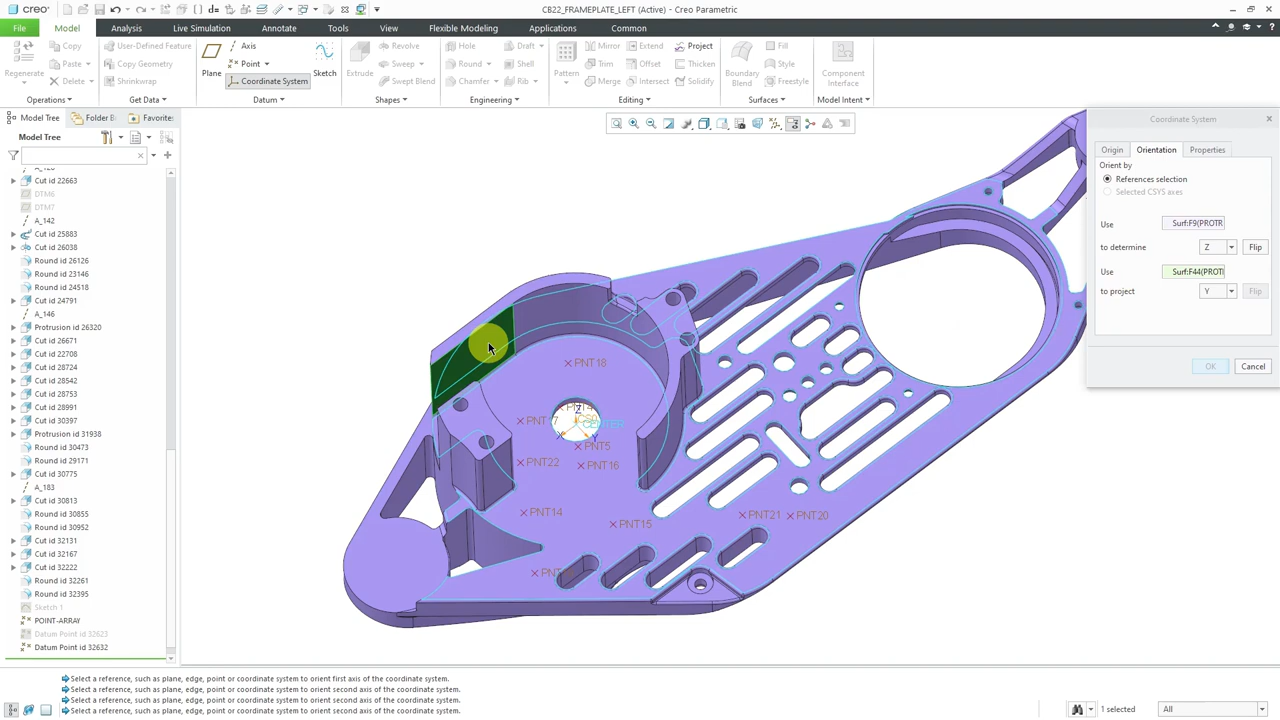 creo
CB22_FRAMEPLATE_LEFT (Active) - Creo Parametric
File Model Analysis Live Simulation Annotate Tools View Flexible Modeling Applications Common
Regenerate Copy Paste Delete Operations
User-Defined Feature Copy Geometry Shrinkwrap Get Data
Plane Axis Point Coordinate System Sketch Datum
Extrude Revolve Sweep Swept Blend Shapes
Hole Round Chamfer Draft Shell Rib Engineering
Pattern Mirror Trim Merge Extend Offset Intersect Project Thicken Solidify Editing
Boundary Blend Fill Style Freestyle Surfaces
Component Interface Model Intent
Model Tree Folder B Favorite
Model Tree
Cut id 22663
DTM6
DTM7
A_142
Cut id 25883
Cut id 26038
Round id 26126
Round id 23146
Round id 24518
Cut id 24791
A_146
Protrusion id 26320
Cut id 26671
Cut id 22708
Cut id 28724
Cut id 28542
Cut id 28753
Cut id 28991
Cut id 30397
Protrusion id 31938
Round id 30473
Round id 29171
Cut id 30775
A_183
Cut id 30813
Round id 30855
Round id 30952
Cut id 32131
Cut id 32167
Cut id 32222
Round id 32261
Round id 32395
Sketch 1
POINT-ARRAY
Datum Point id 32623
Datum Point id 32632
PNT18
Z
CENTER
X
Y
PNT5
PNT22
PNT16
PNT14
PNT15
PNT21
PNT20
Coordinate System
Origin Orientation Properties
Orient by
References selection
Selected CSYS axes
Use Surf:F9(PROTR
to determine Z Flip
Use Surf:F44(PROTI
to project Y Flip
OK Cancel
Select a reference, such as plane, edge, point or coordinate system to orient first axis of the coordinate system.
Select a reference, such as plane, edge, point or coordinate system to orient second axis of the coordinate system.
Select a reference, such as plane, edge, point or coordinate system to orient second axis of the coordinate system.
Select a reference, such as plane, edge, point or coordinate system to orient second axis of the coordinate system.
1 selected All